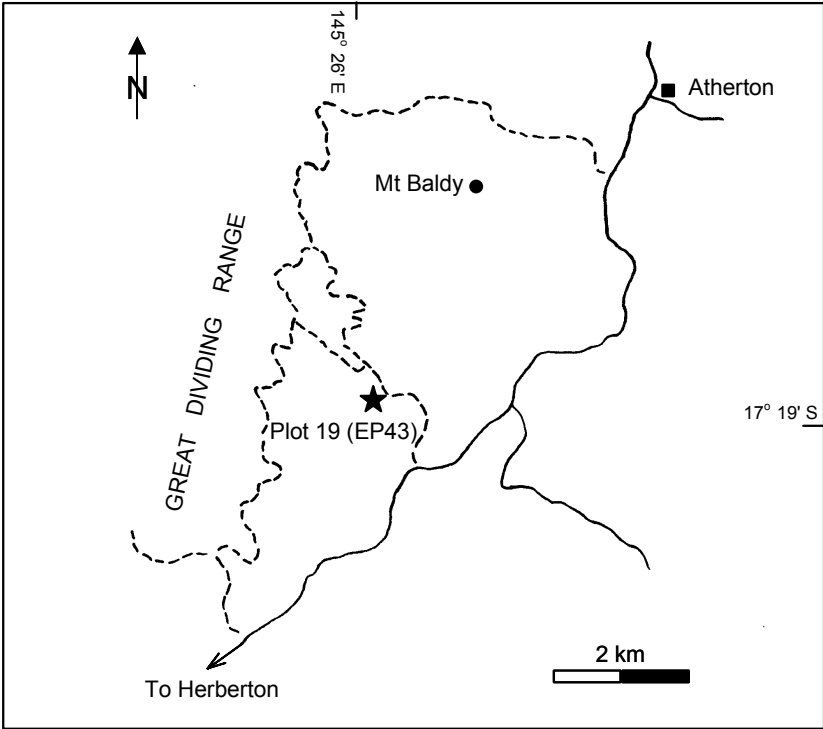 145° 26' E
N
Atherton
Mt Baldy
GREAT DIVIDING RANGE
17° 19' S
Plot 19 (EP43)
2 km
To Herberton